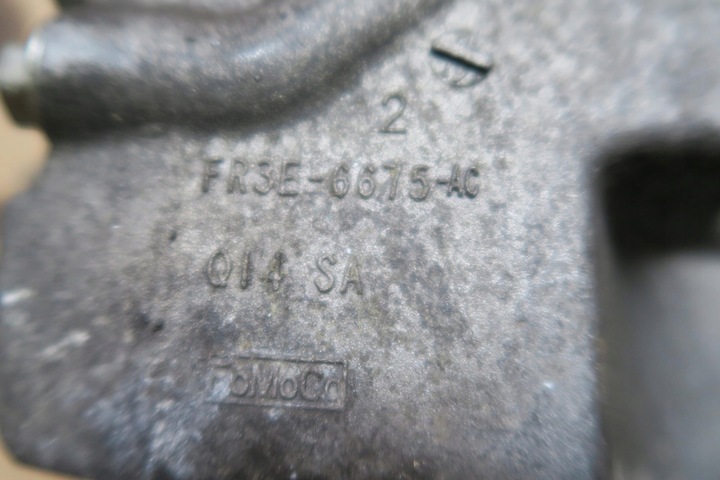 2
FR3E-6675-AC
Q14 SA
FoMoCo